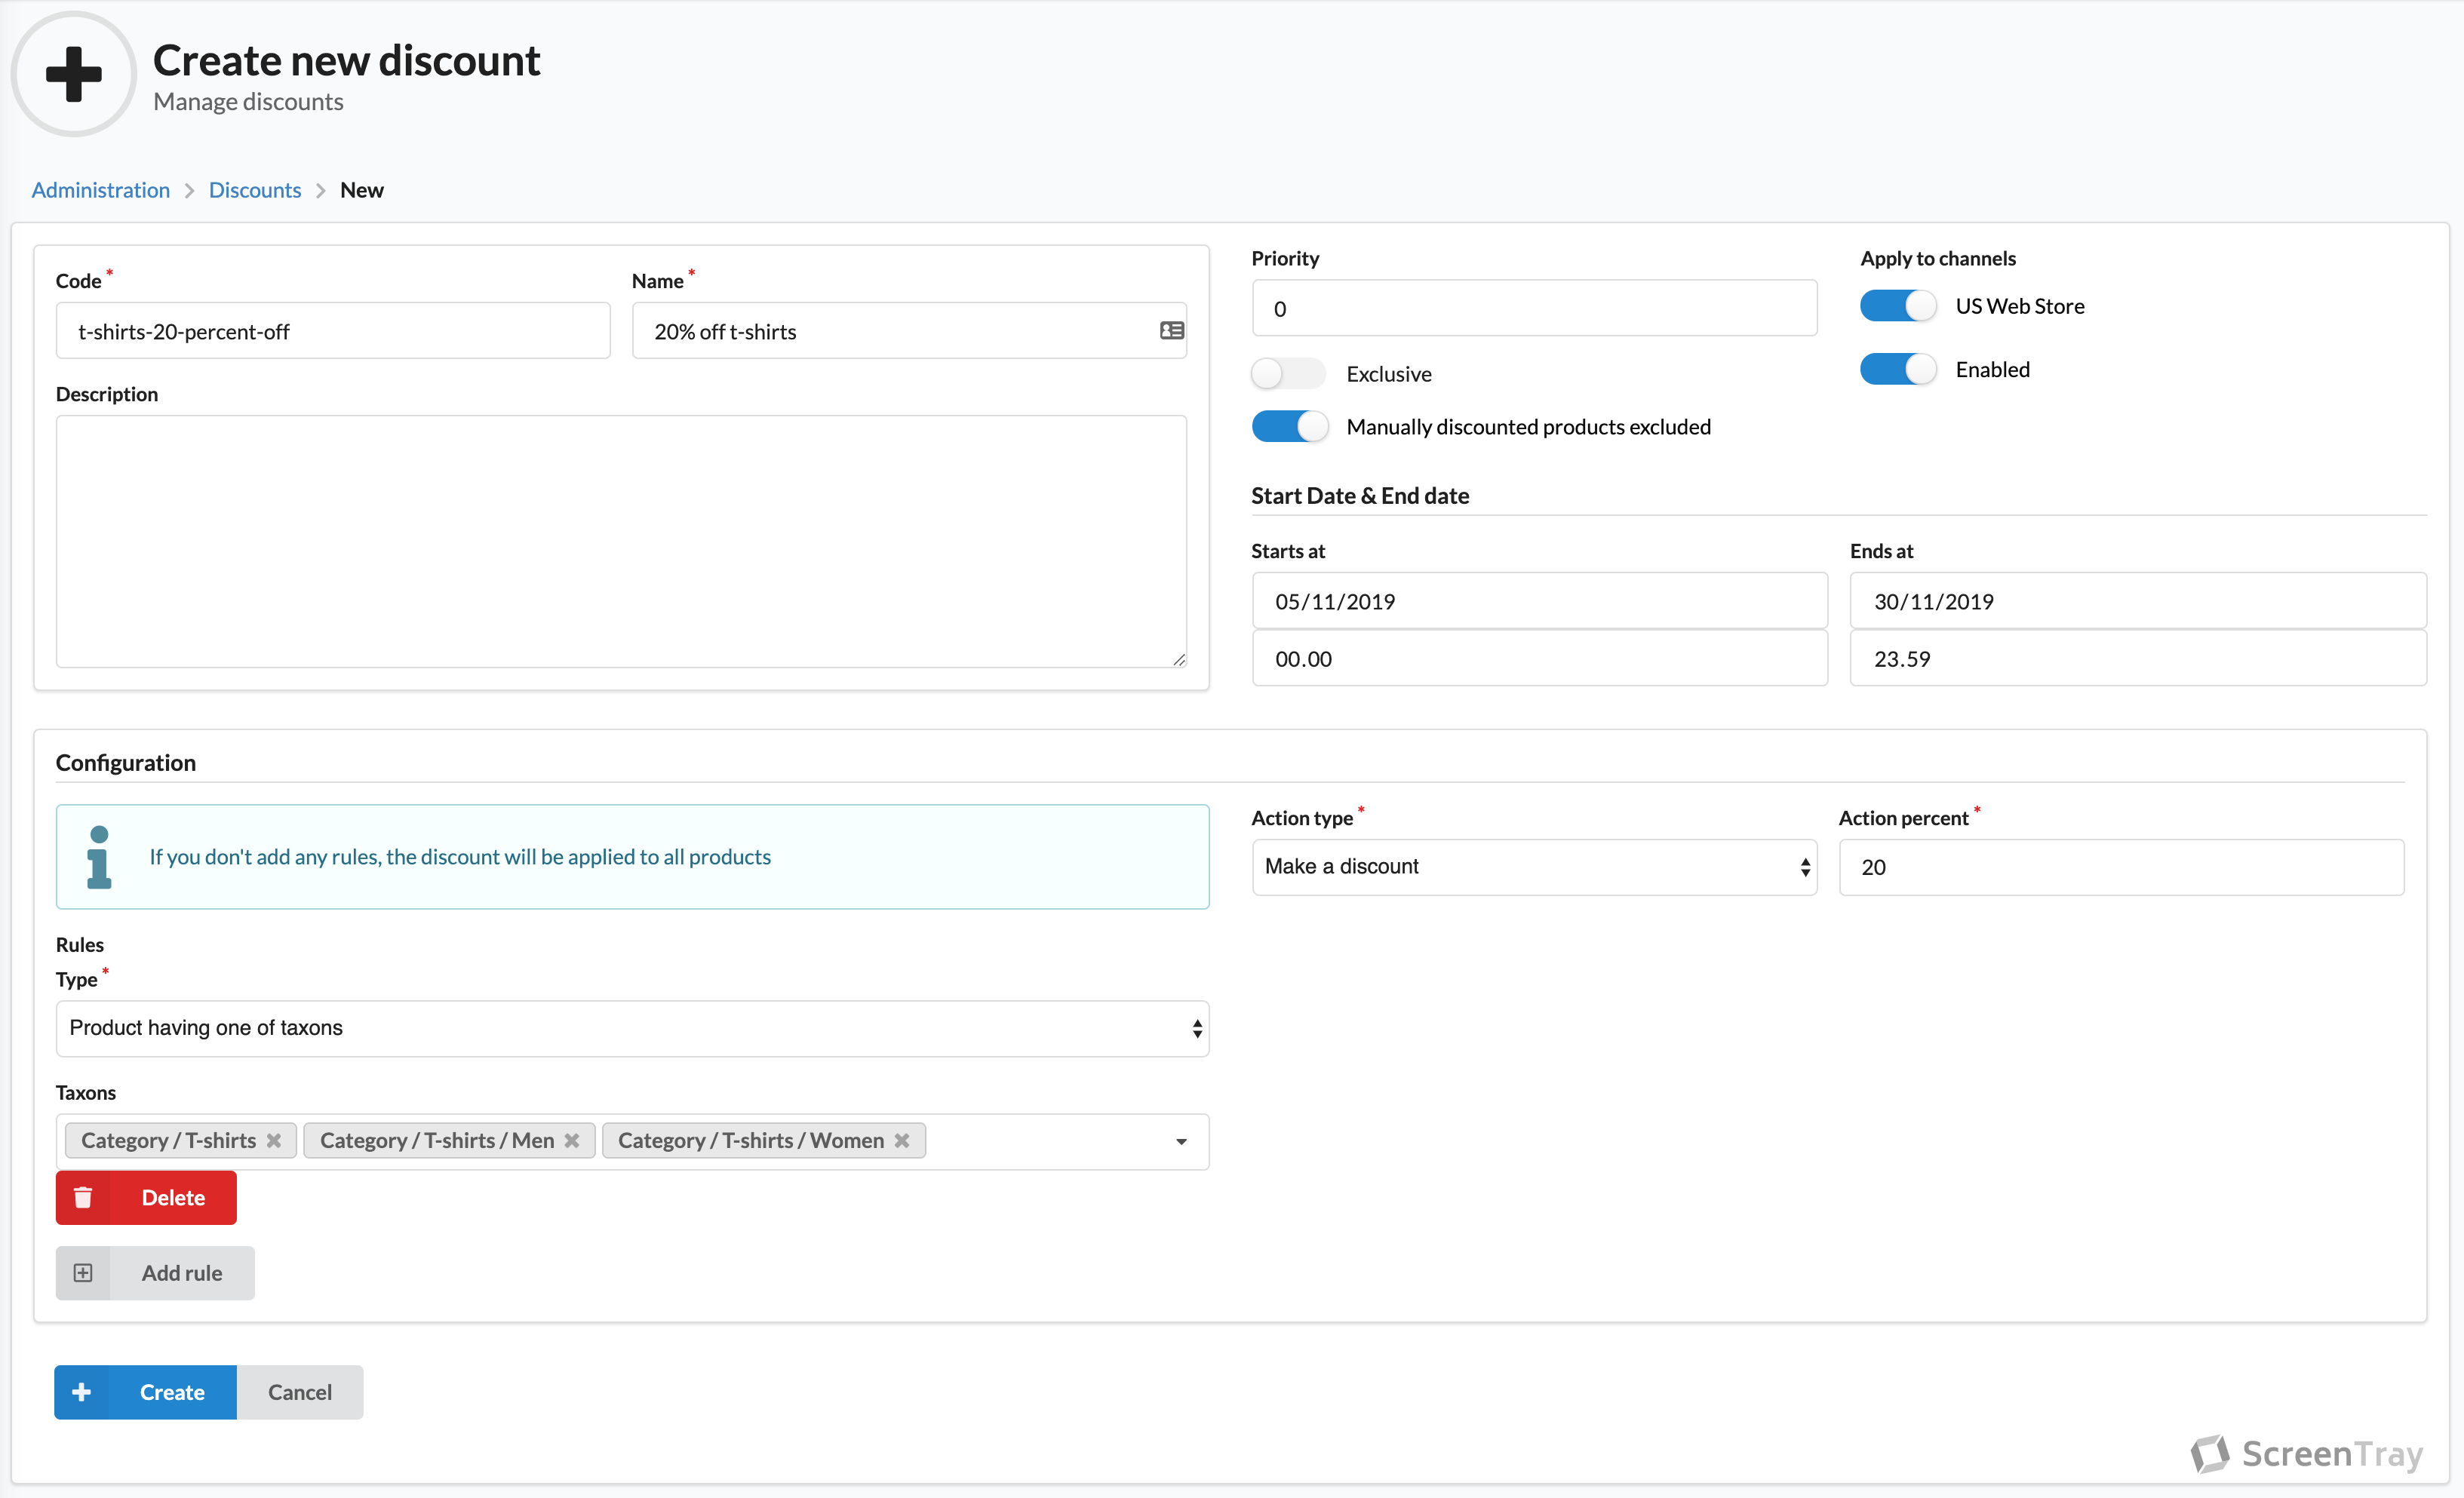 Create new discount
Manage discounts
Administration > Discounts > New
Code *
Name *
t-shirts-20-percent-off
20% off t-shirts
Description
Priority
0
Exclusive
Manually discounted products excluded
Apply to channels
US Web Store
Enabled
Start Date & End date
Starts at
05/11/2019
00.00
Ends at
30/11/2019
23.59
Configuration
If you don't add any rules, the discount will be applied to all products
Rules
Type *
Product having one of taxons
Taxons
Category / T-shirts ✖ Category / T-shirts / Men ✖ Category / T-shirts / Women ✖
Delete
Add rule
Action type *
Make a discount
Action percent *
20
Create
Cancel
ScreenTray